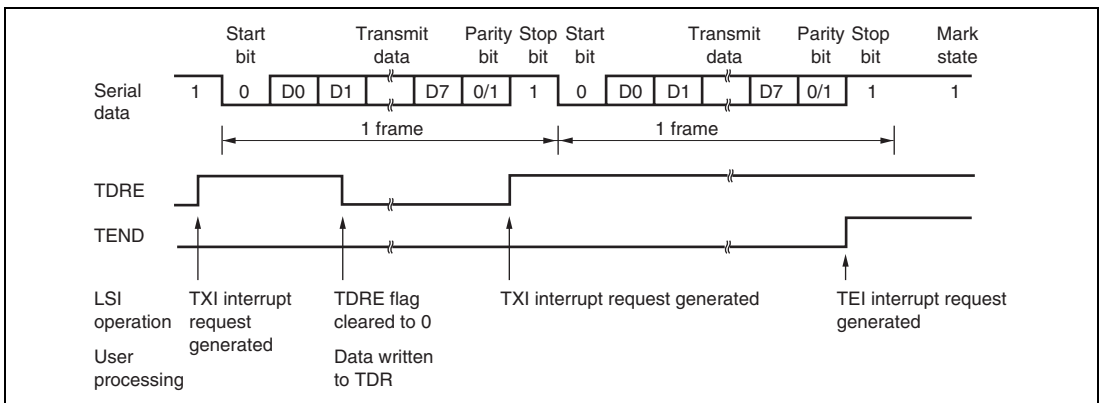 Start bit Transmit data Parity bit Stop bit Start bit Transmit data Parity bit Stop bit Mark state
Serial data 1 0 D0 D1 D7 0/1 1 0 D0 D1 D7 0/1 1 1
1 frame 1 frame
TDRE
TEND
LSI operation
TXI interrupt request generated
TDRE flag cleared to 0
TXI interrupt request generated
TEI interrupt request generated
User processing
Data written to TDR